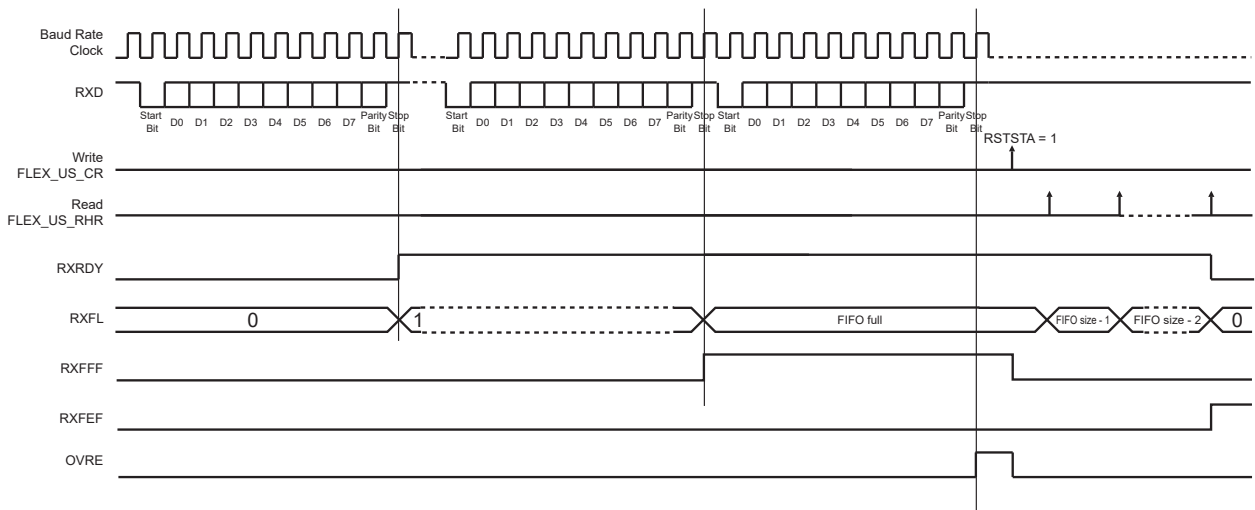 Baud Rate
Clock
RXD
Start
Bit
D0 D1 D2 D3 D4 D5 D6 D7
Parity
Bit
Stop
Bit
Start
Bit
D0 D1 D2 D3 D4 D5 D6 D7
Parity
Bit
Stop
Bit
Start
Bit
D0 D1 D2 D3 D4 D5 D6 D7
Parity
Bit
Stop
Bit
RSTSTA = 1
Write
FLEX_US_CR
Read
FLEX_US_RHR
RXRDY
RXFL 0 1 FIFO full FIFO size - 1 FIFO size - 2 0
RXFFF
RXFEF
OVRE